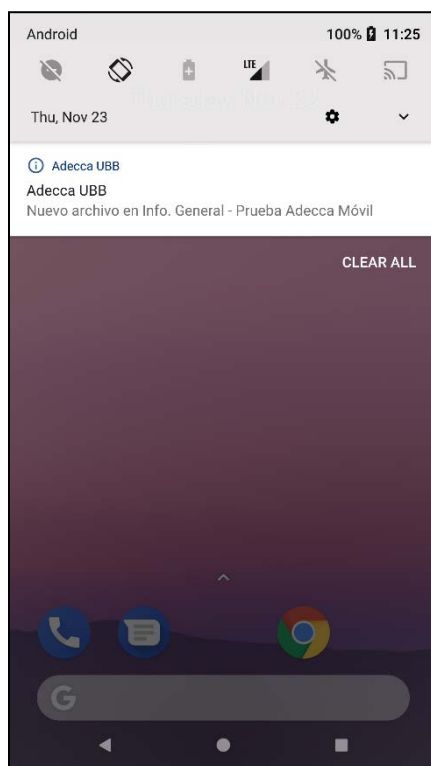 Android 100% 11:25
LTE
Thu, Nov 23
Adecca UBB
Adecca UBB
Nuevo archivo en Info. General - Prueba Adecca Móvil
CLEAR ALL
G